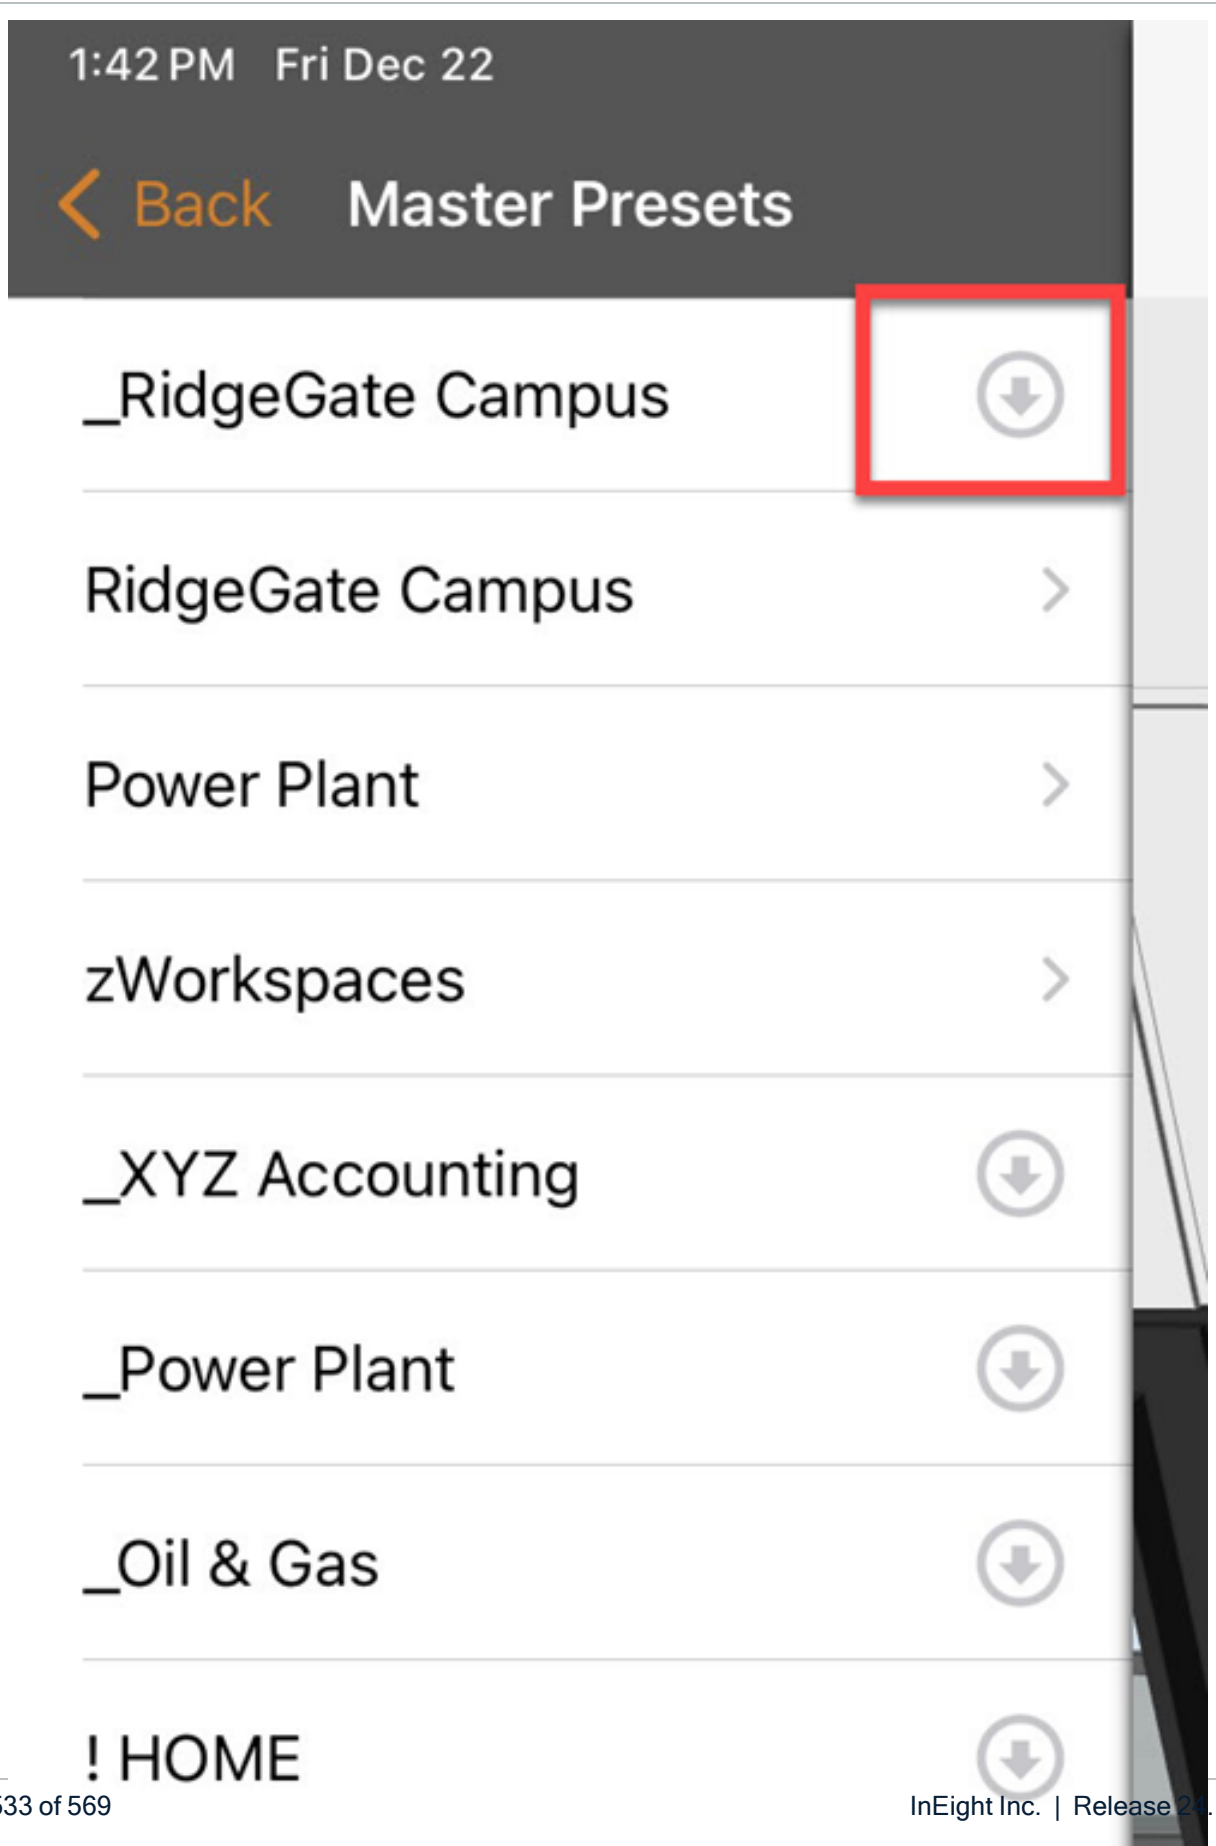 1:42 PM Fri Dec 22
Back Master Presets
_RidgeGate Campus
RidgeGate Campus
Power Plant
zWorkspaces
_XYZ Accounting
_Power Plant
_Oil & Gas
! HOME
33 of 569 InEight Inc. | Release 24.